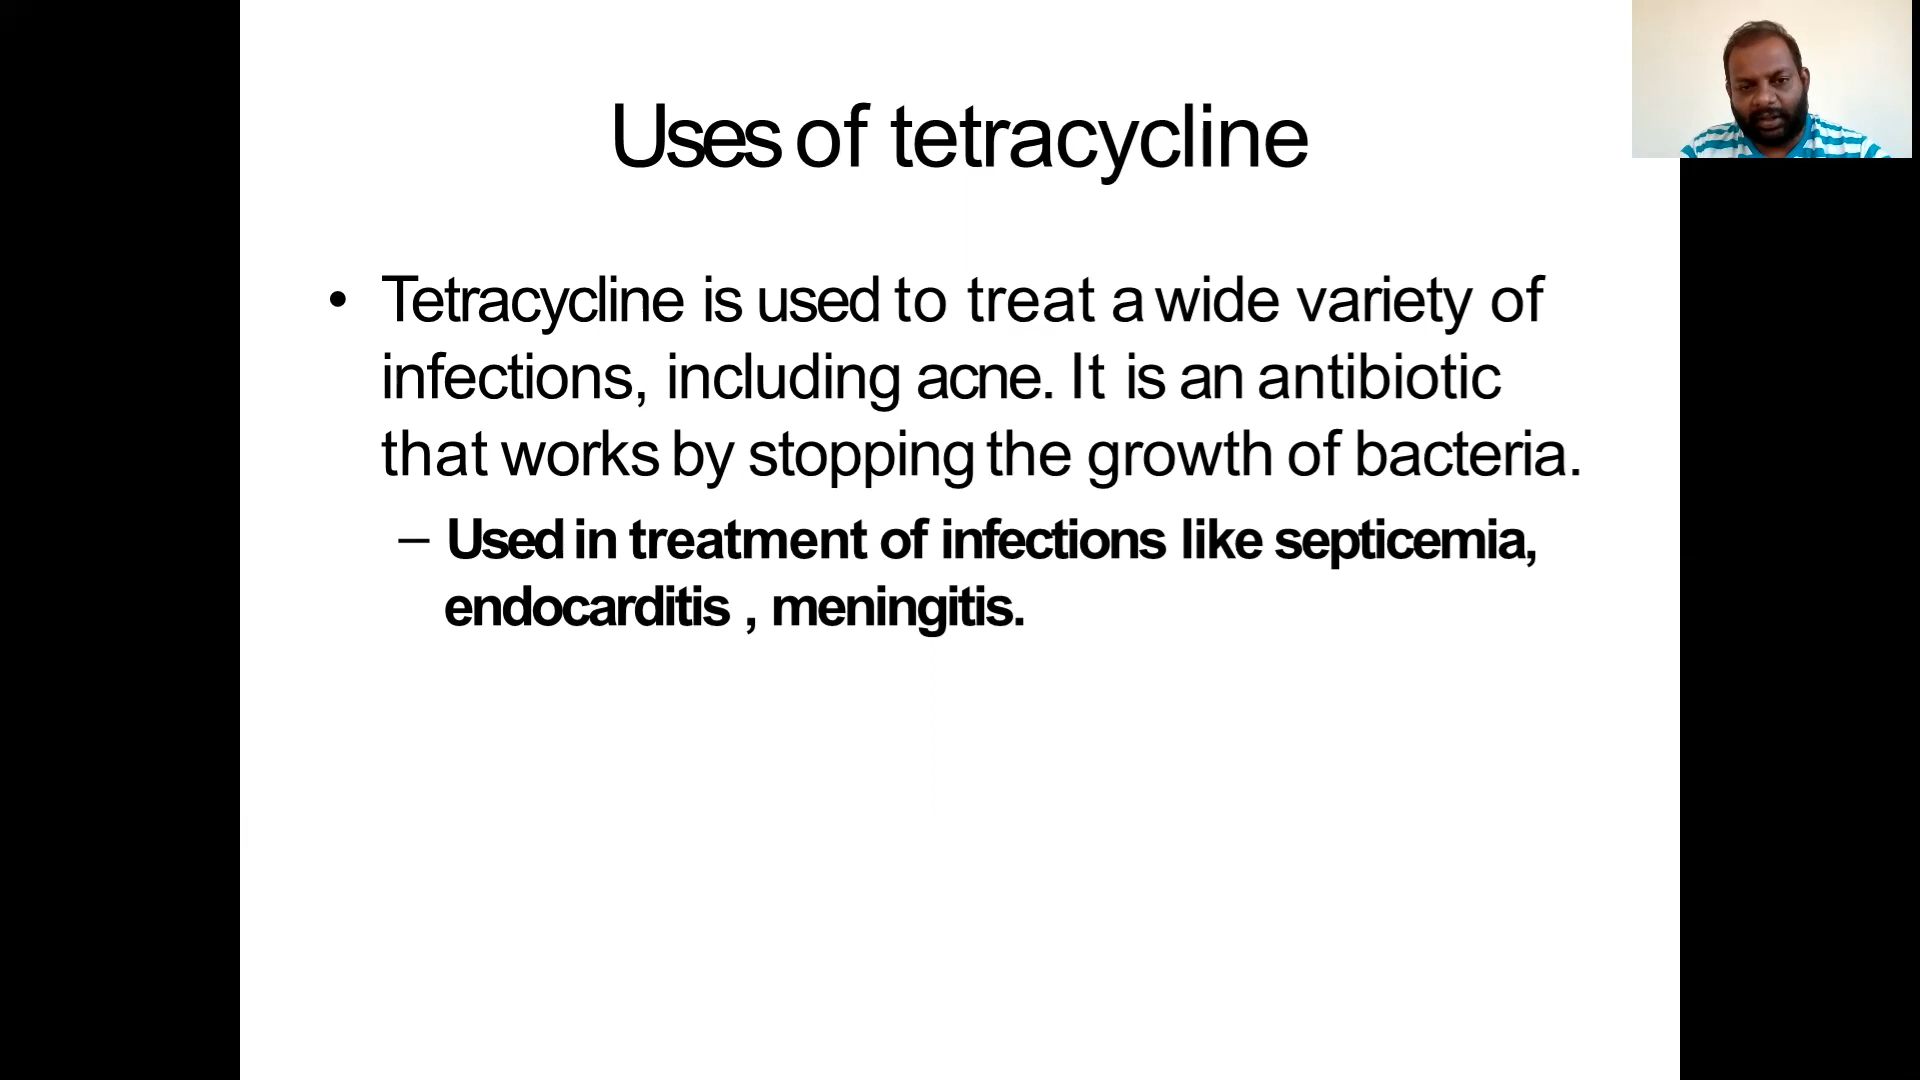 Uses of tetracycline
• Tetracycline is used to treat a wide variety of
infections, including acne. It is an antibiotic
that works by stopping the growth of bacteria.
– Used in treatment of infections like septicemia,
endocarditis , meningitis.